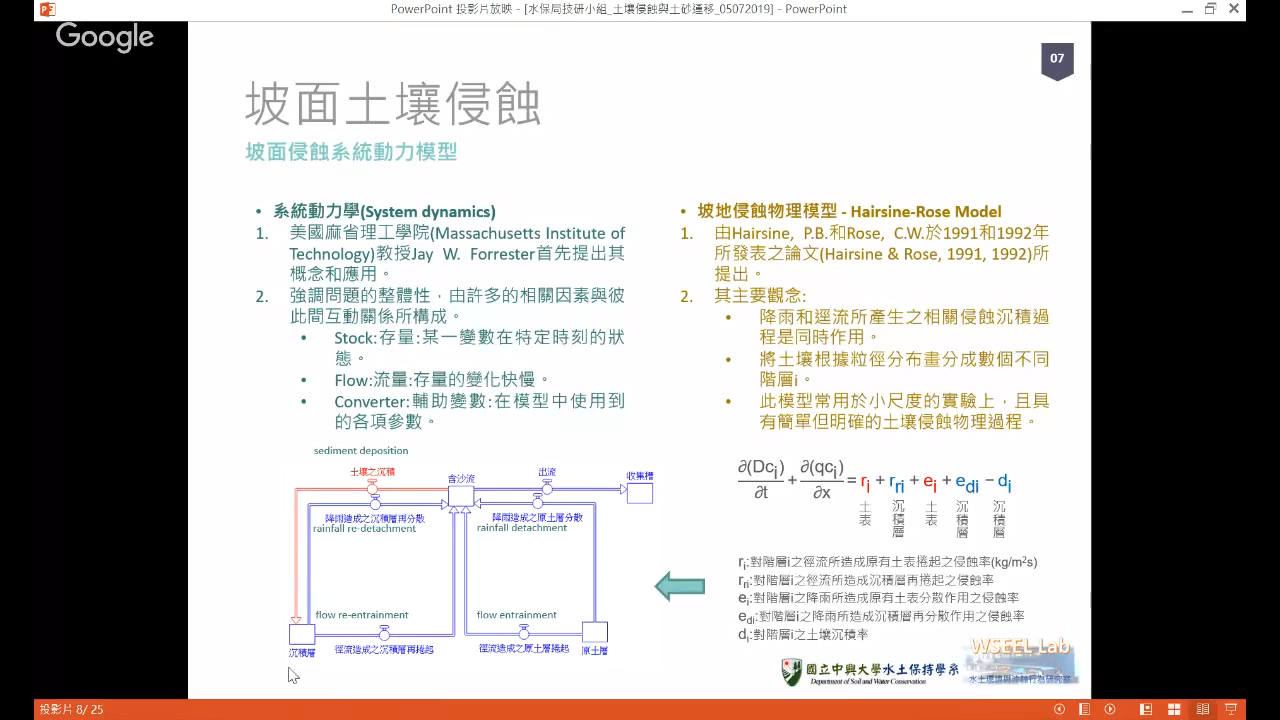 PowerPoint 投影片放映 - [水保局技研小組_土壤侵蝕與土砂運移_05072019] - PowerPoint
Google
07
坡面土壤侵蝕
坡面侵蝕系統動力模型
• 系統動力學(System dynamics)
1. 美國麻省理工學院(Massachusetts Institute of
Technology)教授Jay W. Forrester首先提出其
概念和應用。
2. 強調問題的整體性，由許多的相關因素與彼
此間互動關係所構成。
• Stock:存量:某一變數在特定時刻的狀
態。
• Flow:流量:存量的變化快慢。
• Converter:輔助變數:在模型中使用到
的各項參數。
sediment deposition
土壤之沉積
含沙流
出流
收集槽
降雨造成之沉積層再分散
rainfall re-detachment
降雨造成之原土層分散
rainfall detachment
flow re-entrainment
flow entrainment
沉積層
徑流造成之沉積層再捲起
徑流造成之原土層捲起
原土層
• 坡地侵蝕物理模型 - Hairsine-Rose Model
1. 由Hairsine, P.B.和Rose, C.W.於1991和1992年
所發表之論文(Hairsine & Rose, 1991, 1992)所
提出。
2. 其主要觀念:
• 降雨和逕流所產生之相關侵蝕沉積過
程是同時作用。
• 將土壤根據粒徑分布畫分成數個不同
階層i。
• 此模型常用於小尺度的實驗上，且具
有簡單但明確的土壤侵蝕物理過程。
∂(Dci)/∂t + ∂(qci)/∂x = ri + rri + ei + edi − di
土表 沉積層 土表 沉積層 沉積層
ri:對階層i之徑流所造成原有土表捲起之侵蝕率(kg/m²s)
rri:對階層i之徑流所造成沉積層再捲起之侵蝕率
ei:對階層i之降雨所造成原有土表分散作用之侵蝕率
edi:對階層i之降雨所造成沉積層再分散作用之侵蝕率
di:對階層i之土壤沉積率
WSEEL Lab
國立中興大學水土保持學系
Department of Soil and Water Conservation
投影片 8/ 25